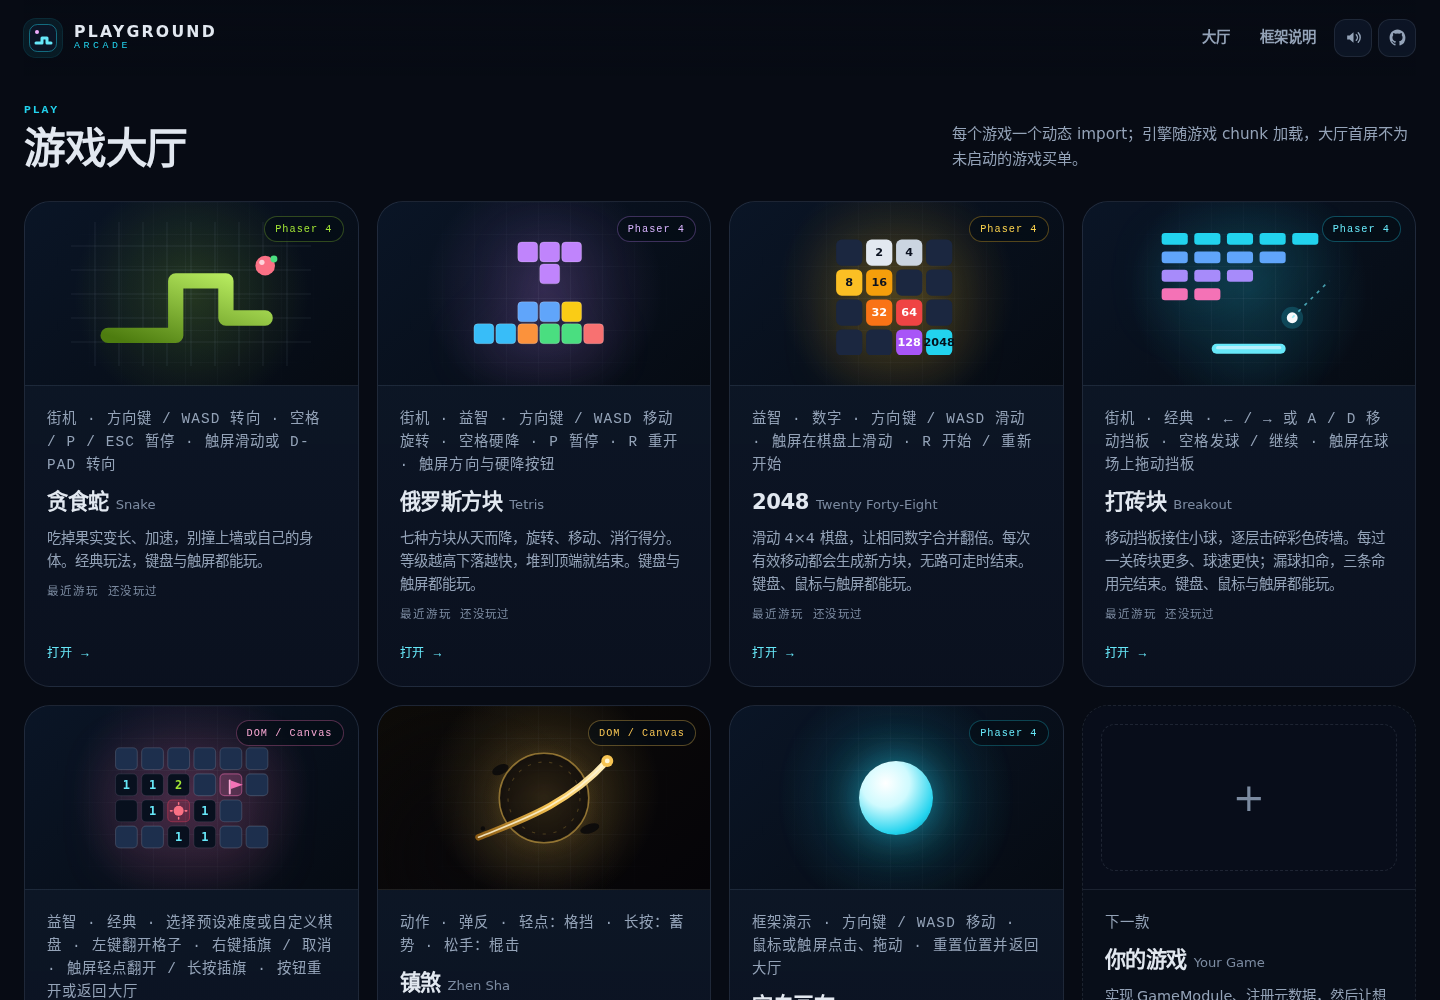 PLAYGROUND
ARCADE
大厅
框架说明
PLAY
游戏大厅
每个游戏一个动态 import；引擎随游戏 chunk 加载，大厅首屏不为
未启动的游戏买单。
Phaser 4
街机 · 方向键 / WASD 转向 · 空格
/ P / ESC 暂停 · 触屏滑动或 D-
PAD 转向
贪食蛇 Snake
吃掉果实变长、加速，别撞上墙或自己的身
体。经典玩法，键盘与触屏都能玩。
最近游玩 还没玩过
打开 →
Phaser 4
街机 · 益智 · 方向键 / WASD 移动
旋转 · 空格硬降 · P 暂停 · R 重开
· 触屏方向与硬降按钮
俄罗斯方块 Tetris
七种方块从天而降，旋转、移动、消行得分。
等级越高下落越快，堆到顶端就结束。键盘与
触屏都能玩。
最近游玩 还没玩过
打开 →
Phaser 4
2 4
8 16
32 64
128 2048
益智 · 数字 · 方向键 / WASD 滑动
· 触屏在棋盘上滑动 · R 开始 / 重新
开始
2048 Twenty Forty-Eight
滑动 4×4 棋盘，让相同数字合并翻倍。每次
有效移动都会生成新方块，无路可走时结束。
键盘、鼠标与触屏都能玩。
最近游玩 还没玩过
打开 →
Phaser 4
街机 · 经典 · ← / → 或 A / D 移
动挡板 · 空格发球 / 继续 · 触屏在球
场上拖动挡板
打砖块 Breakout
移动挡板接住小球，逐层击碎彩色砖墙。每过
一关砖块更多、球速更快；漏球扣命，三条命
用完结束。键盘、鼠标与触屏都能玩。
最近游玩 还没玩过
打开 →
DOM / Canvas
1 1 2
1 1
1 1
益智 · 经典 · 选择预设难度或自定义棋
盘 · 左键翻开格子 · 右键插旗 / 取消
· 触屏轻点翻开 / 长按插旗 · 按钮重
开或返回大厅
DOM / Canvas
动作 · 弹反 · 轻点：格挡 · 长按：蓄
势 · 松手：棍击
镇煞 Zhen Sha
Phaser 4
框架演示 · 方向键 / WASD 移动 ·
鼠标或触屏点击、拖动 · 重置位置并返回
大厅
+
下一款
你的游戏 Your Game
实现 GameModule、注册元数据，然后让想